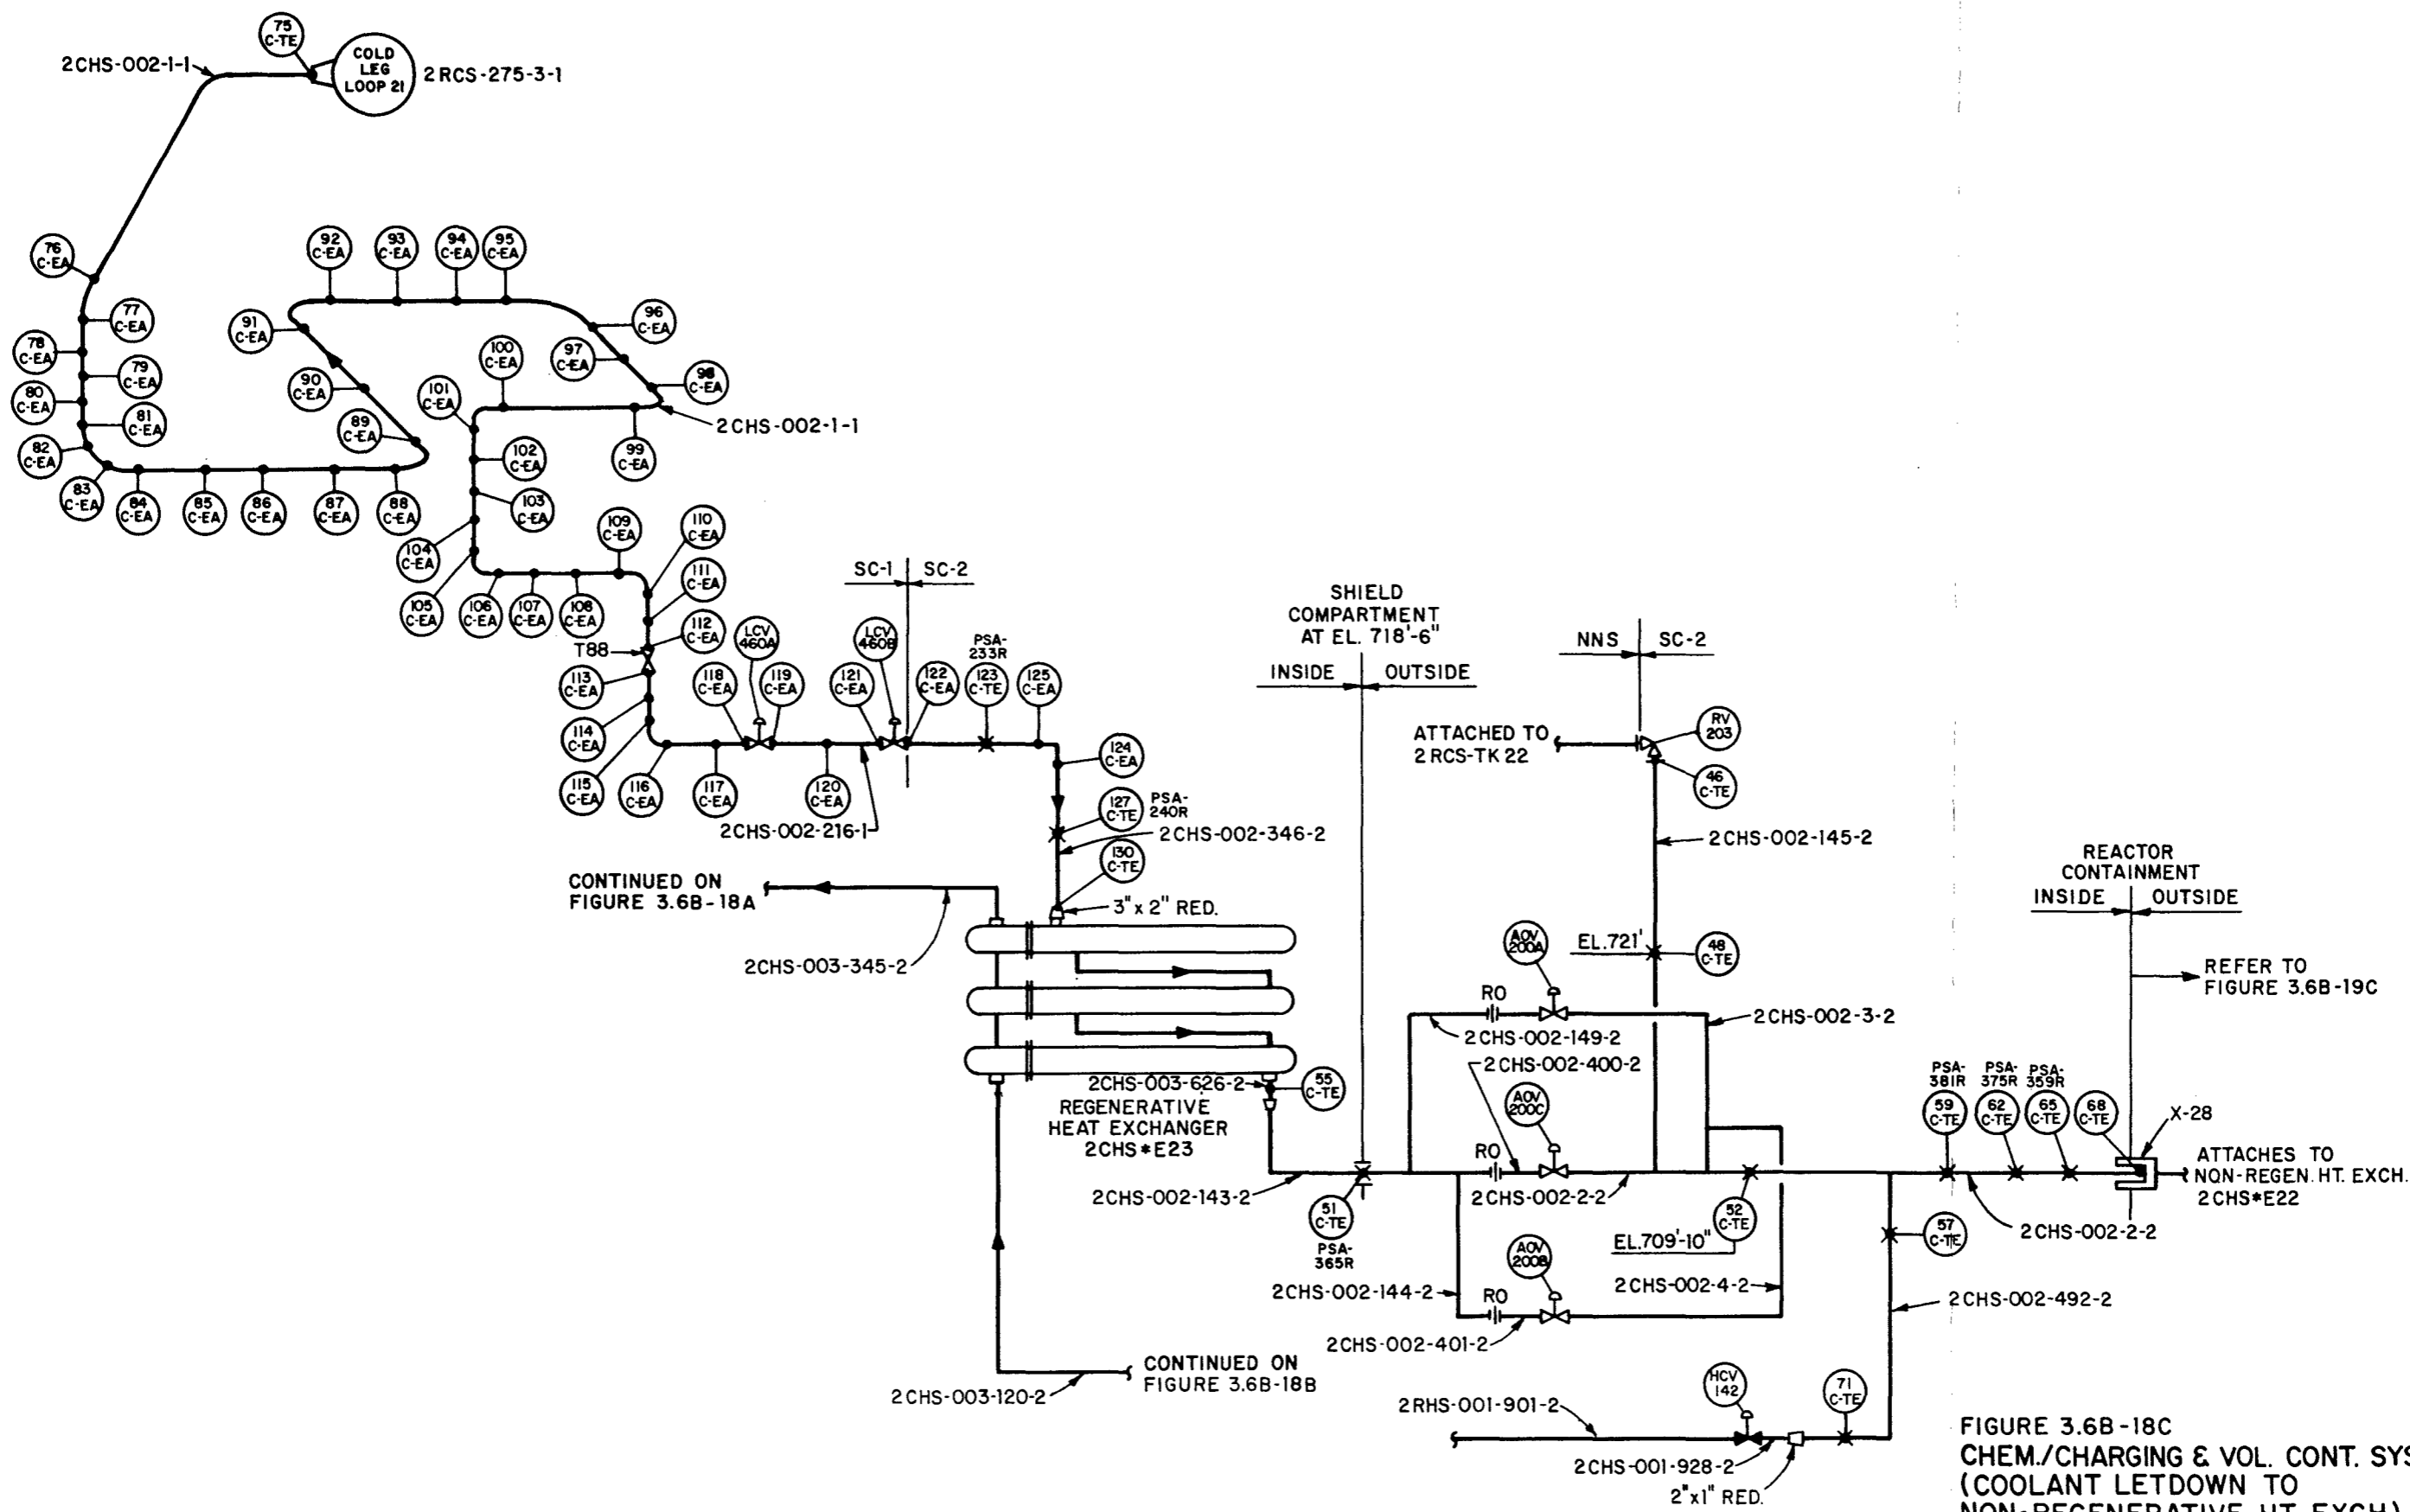 75
C-TE
COLD
LEG
LOOP 21
2CHS-002-1-1
2RCS-275-3-1
76
C-EA
77
C-EA
78
C-EA
79
C-EA
80
C-EA
81
C-EA
82
C-EA
83
C-EA
84
C-EA
85
C-EA
86
C-EA
87
C-EA
88
C-EA
89
C-EA
90
C-EA
91
C-EA
92
C-EA
93
C-EA
94
C-EA
95
C-EA
96
C-EA
97
C-EA
98
C-EA
2CHS-002-1-1
99
C-EA
100
C-EA
101
C-EA
102
C-EA
103
C-EA
104
C-EA
105
C-EA
106
C-EA
107
C-EA
108
C-EA
109
C-EA
110
C-EA
111
C-EA
112
C-EA
T88
113
C-EA
114
C-EA
115
C-EA
116
C-EA
117
C-EA
118
C-EA
LCV
460A
119
C-EA
120
C-EA
2CHS-002-216-1
121
C-EA
LCV
460B
SC-1
SC-2
122
C-EA
PSA-
233R
123
C-TE
125
C-EA
124
C-EA
127
C-TE
PSA-
240R
2CHS-002-346-2
130
C-TE
3"x 2" RED.
CONTINUED ON
FIGURE 3.6B-18A
2CHS-003-345-2
2CHS-003-626-2
55
C-TE
REGENERATIVE
HEAT EXCHANGER
2CHS*E23
2CHS-002-143-2
CONTINUED ON
FIGURE 3.6B-18B
2CHS-003-120-2
SHIELD
COMPARTMENT
AT EL. 718'-6"
INSIDE
OUTSIDE
51
C-TE
PSA-
365R
NNS
SC-2
ATTACHED TO
2RCS-TK 22
RV
203
46
C-TE
2CHS-002-145-2
EL.721'
48
C-TE
AOV
200A
RO
2CHS-002-149-2
2CHS-002-3-2
2CHS-002-400-2
AOV
200C
RO
2CHS-002-2-2
52
C-TE
EL.709'-10"
AOV
200B
2CHS-002-144-2
RO
2CHS-002-4-2
2CHS-002-401-2
REACTOR
CONTAINMENT
INSIDE
OUTSIDE
REFER TO
FIGURE 3.6B-19C
PSA-
381R
59
C-TE
PSA-
375R
62
C-TE
PSA-
359R
65
C-TE
68
C-TE
X-28
ATTACHES TO
NON-REGEN. HT. EXCH.
2CHS*E22
2CHS-002-2-2
57
C-TE
2CHS-002-492-2
2RHS-001-901-2
HCV
142
71
C-TE
2CHS-001-928-2
2"x1" RED.
FIGURE 3.6B-18C
CHEM./CHARGING & VOL. CONT. SYS
(COOLANT LETDOWN TO
NON-REGENERATIVE HT. EXCH)